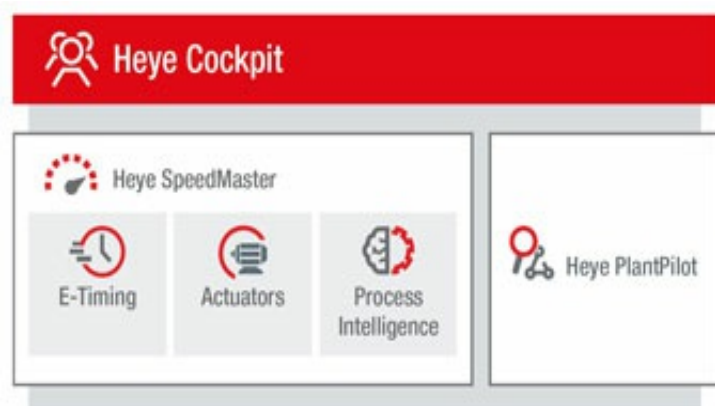 Heye Cockpit
Heye SpeedMaster
E-Timing
Actuators
Process
Intelligence
Heye PlantPilot